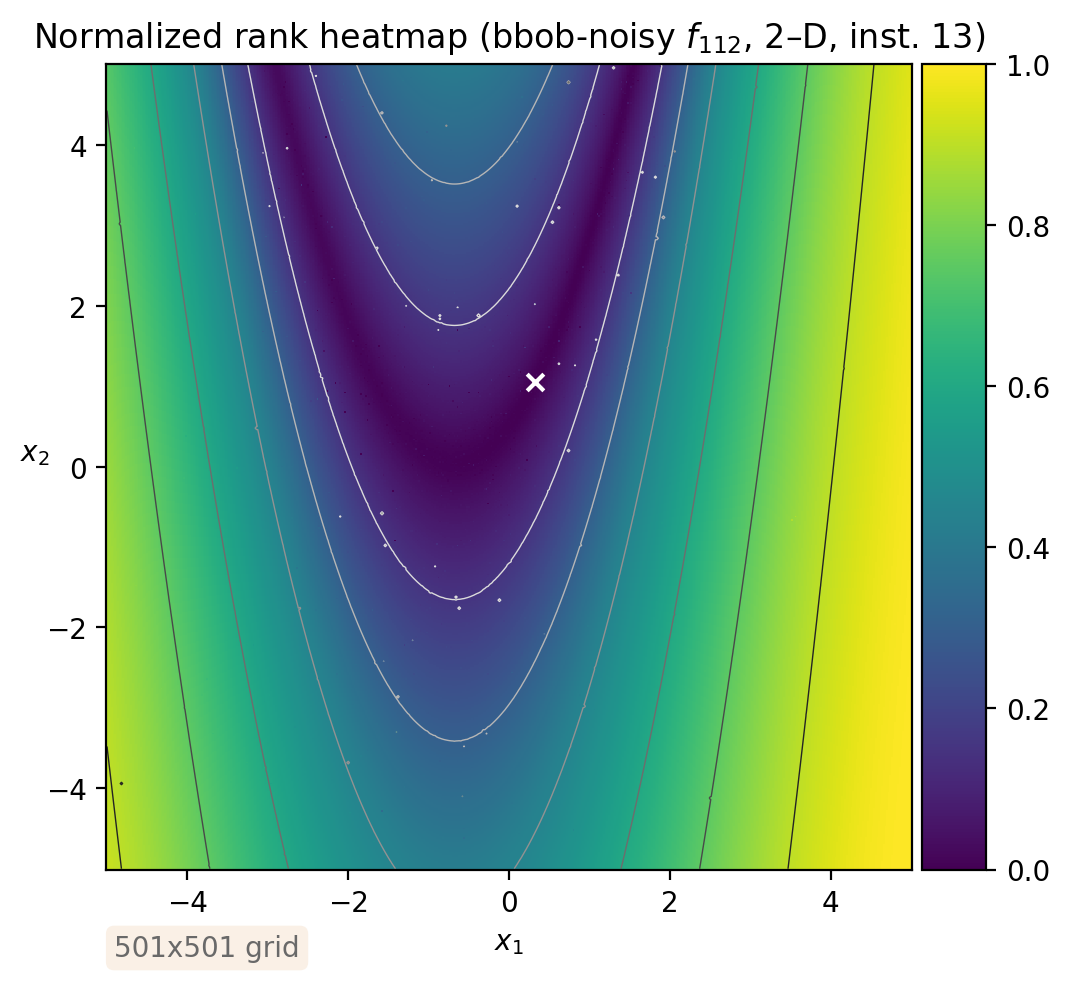 Normalized rank heatmap (bbob-noisy f₁₁₂, 2–D, inst. 13)
1.0
0.8
0.6
0.4
0.2
0.0
4
2
0
−2
−4
x₂
−4 −2 0 2 4
x₁
501x501 grid